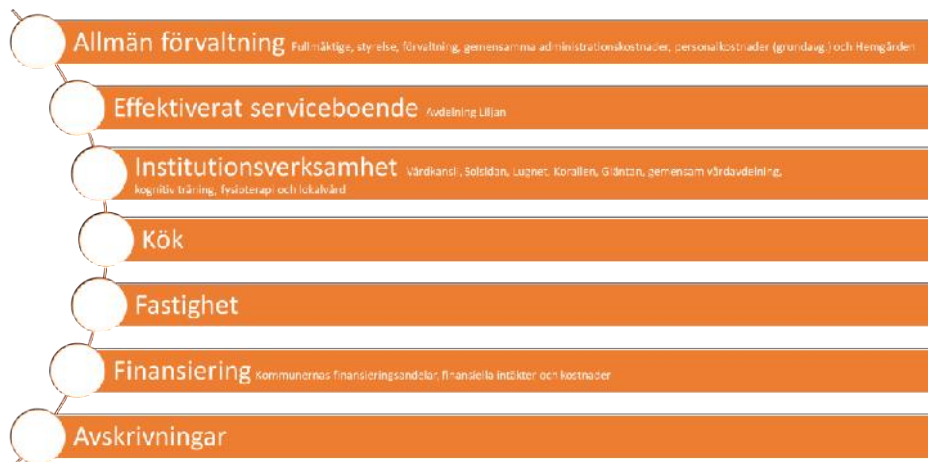 Allmän förvaltning Fullmäktige, styrelse, förvaltning, gemensamma administrationskostnader, personalkostnader (grundavg.) och Hemgården
Effektiverat serviceboende Avdelning Liljan
Institutionsverksamhet Vårdkansli, Solsidan, Lugnet, Korallen, Gläntan, gemensam vårdavdelning,
kognitiv träning, fysioterapi och lokalvård
Kök
Fastighet
Finansiering Kommunernas finansieringsandelar, finansiella intäkter och kostnader
Avskrivningar